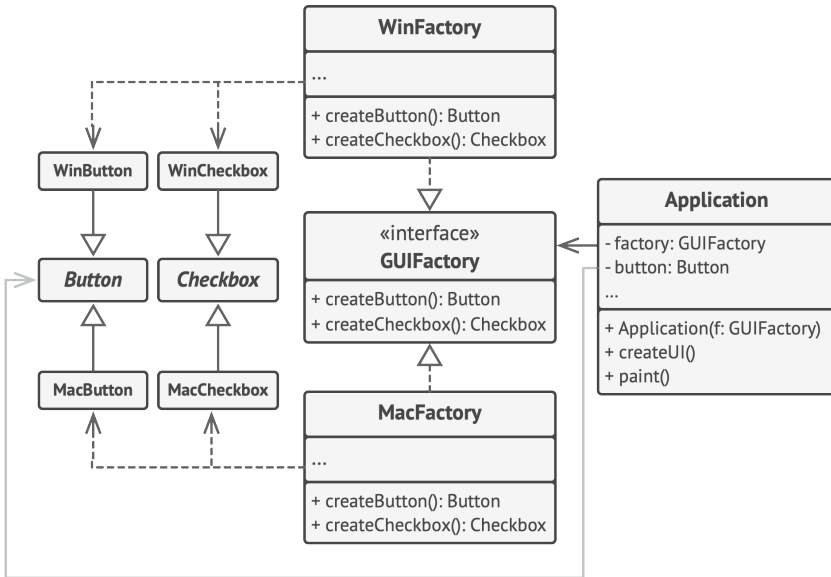 WinFactory
...
+ createButton(): Button
+ createCheckbox(): Checkbox
WinButton
WinCheckbox
Button
Checkbox
MacButton
MacCheckbox
«interface»
GUIFactory
+ createButton(): Button
+ createCheckbox(): Checkbox
MacFactory
...
+ createButton(): Button
+ createCheckbox(): Checkbox
Application
- factory: GUIFactory
- button: Button
...
+ Application(f: GUIFactory)
+ createUI()
+ paint()